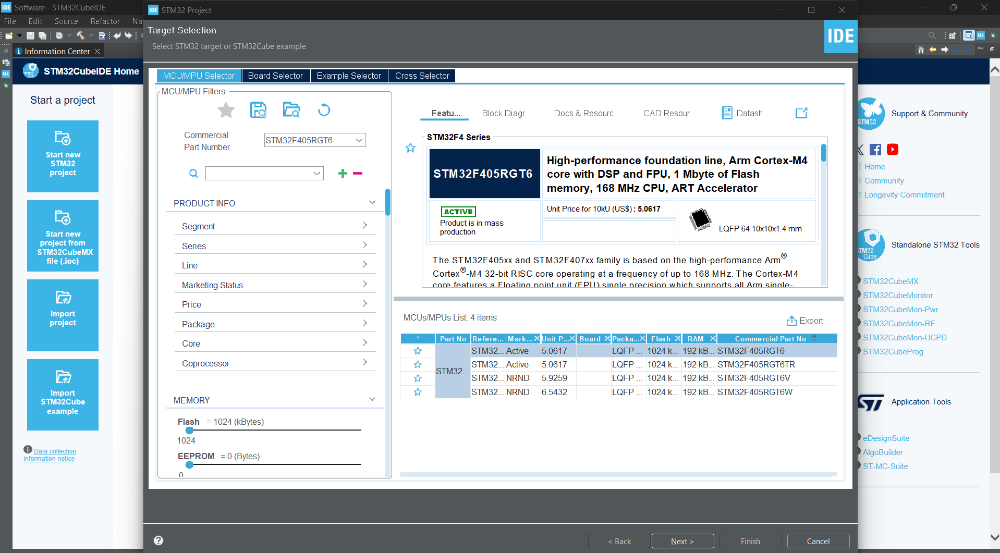 IDE Software - STM32CubeIDE
File Edit Source Refactor Na
Information Center
STM32CubeIDE Home
Start a project
Start new
STM32
project
Start new
project from
STM32CubeMX
file (.ioc)
Import
project
Import
STM32Cube
example
Data collection
information notice
IDE STM32 Project
Target Selection
Select STM32 target or STM32Cube example
IDE
MCU/MPU Selector Board Selector Example Selector Cross Selector
MCU/MPU Filters
Commercial
Part Number
STM32F405RGT6
PRODUCT INFO
Segment
Series
Line
Marketing Status
Price
Package
Core
Coprocessor
MEMORY
Flash = 1024 (kBytes)
1024
EEPROM = 0 (Bytes)
0
Featu... Block Diagr... Docs & Resourc... CAD Resour... Datash... ...
STM32F4 Series
STM32F405RGT6
High-performance foundation line, Arm Cortex-M4
core with DSP and FPU, 1 Mbyte of Flash
memory, 168 MHz CPU, ART Accelerator
ACTIVE
Product is in mass
production
Unit Price for 10kU (US$) : 5.0617
LQFP 64 10x10x1.4 mm
The STM32F405xx and STM32F407xx family is based on the high-performance Arm®
Cortex®-M4 32-bit RISC core operating at a frequency of up to 168 MHz. The Cortex-M4
core features a Floating point unit (FPU) single precision which supports all Arm single-
MCUs/MPUs List: 4 items
Export
* Part No Refere... Mark... Unit P... Board Packa... Flash RAM Commercial Part No
STM32... Active 5.0617 LQFP ... 1024 k... 192 kB... STM32F405RGT6
STM32... Active 5.0617 LQFP ... 1024 k... 192 kB... STM32F405RGT6TR
STM32...
STM32... NRND 5.9259 LQFP ... 1024 k... 192 kB... STM32F405RGT6V
STM32... NRND 6.5432 LQFP ... 1024 k... 192 kB... STM32F405RGT6W
< Back Next > Finish Cancel
MX
MX
STM32
Support & Community
T Home
T Community
T Longevity Commitment
STM32
Cube
Standalone STM32 Tools
STM32CubeMX
STM32CubeMonitor
STM32CubeMon-Pwr
STM32CubeMon-RF
STM32CubeMon-UCPD
STM32CubeProg
ST
Application Tools
eDesignSuite
AlgoBuilder
ST-MC-Suite